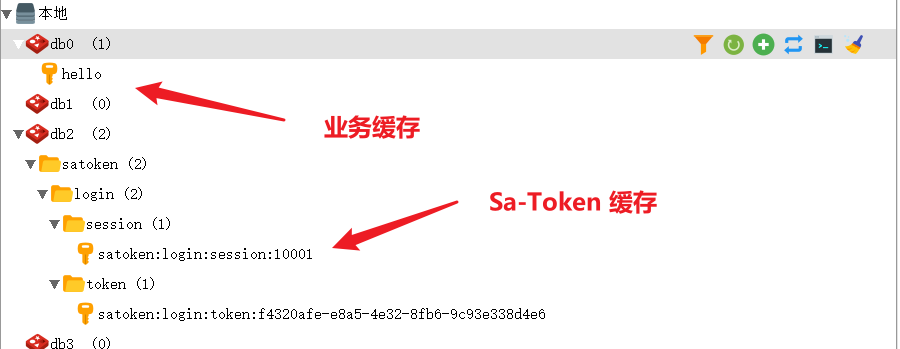 本地
db0 (1)
hello
业务缓存
db1 (0)
db2 (2)
satoken (2)
login (2)
Sa-Token 缓存
session (1)
satoken:login:session:10001
token (1)
satoken:login:token:f4320afe-e8a5-4e32-8fb6-9c93e338d4e6
db3 (0)